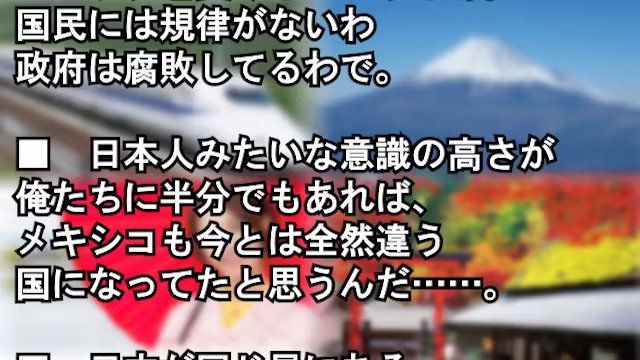 国民には規律がないわ
政府は腐敗してるわで。
■　日本人みたいな意識の高さが
俺たちに半分でもあれば、
メキシコも今とは全然違う
国になってたと思うんだ……。